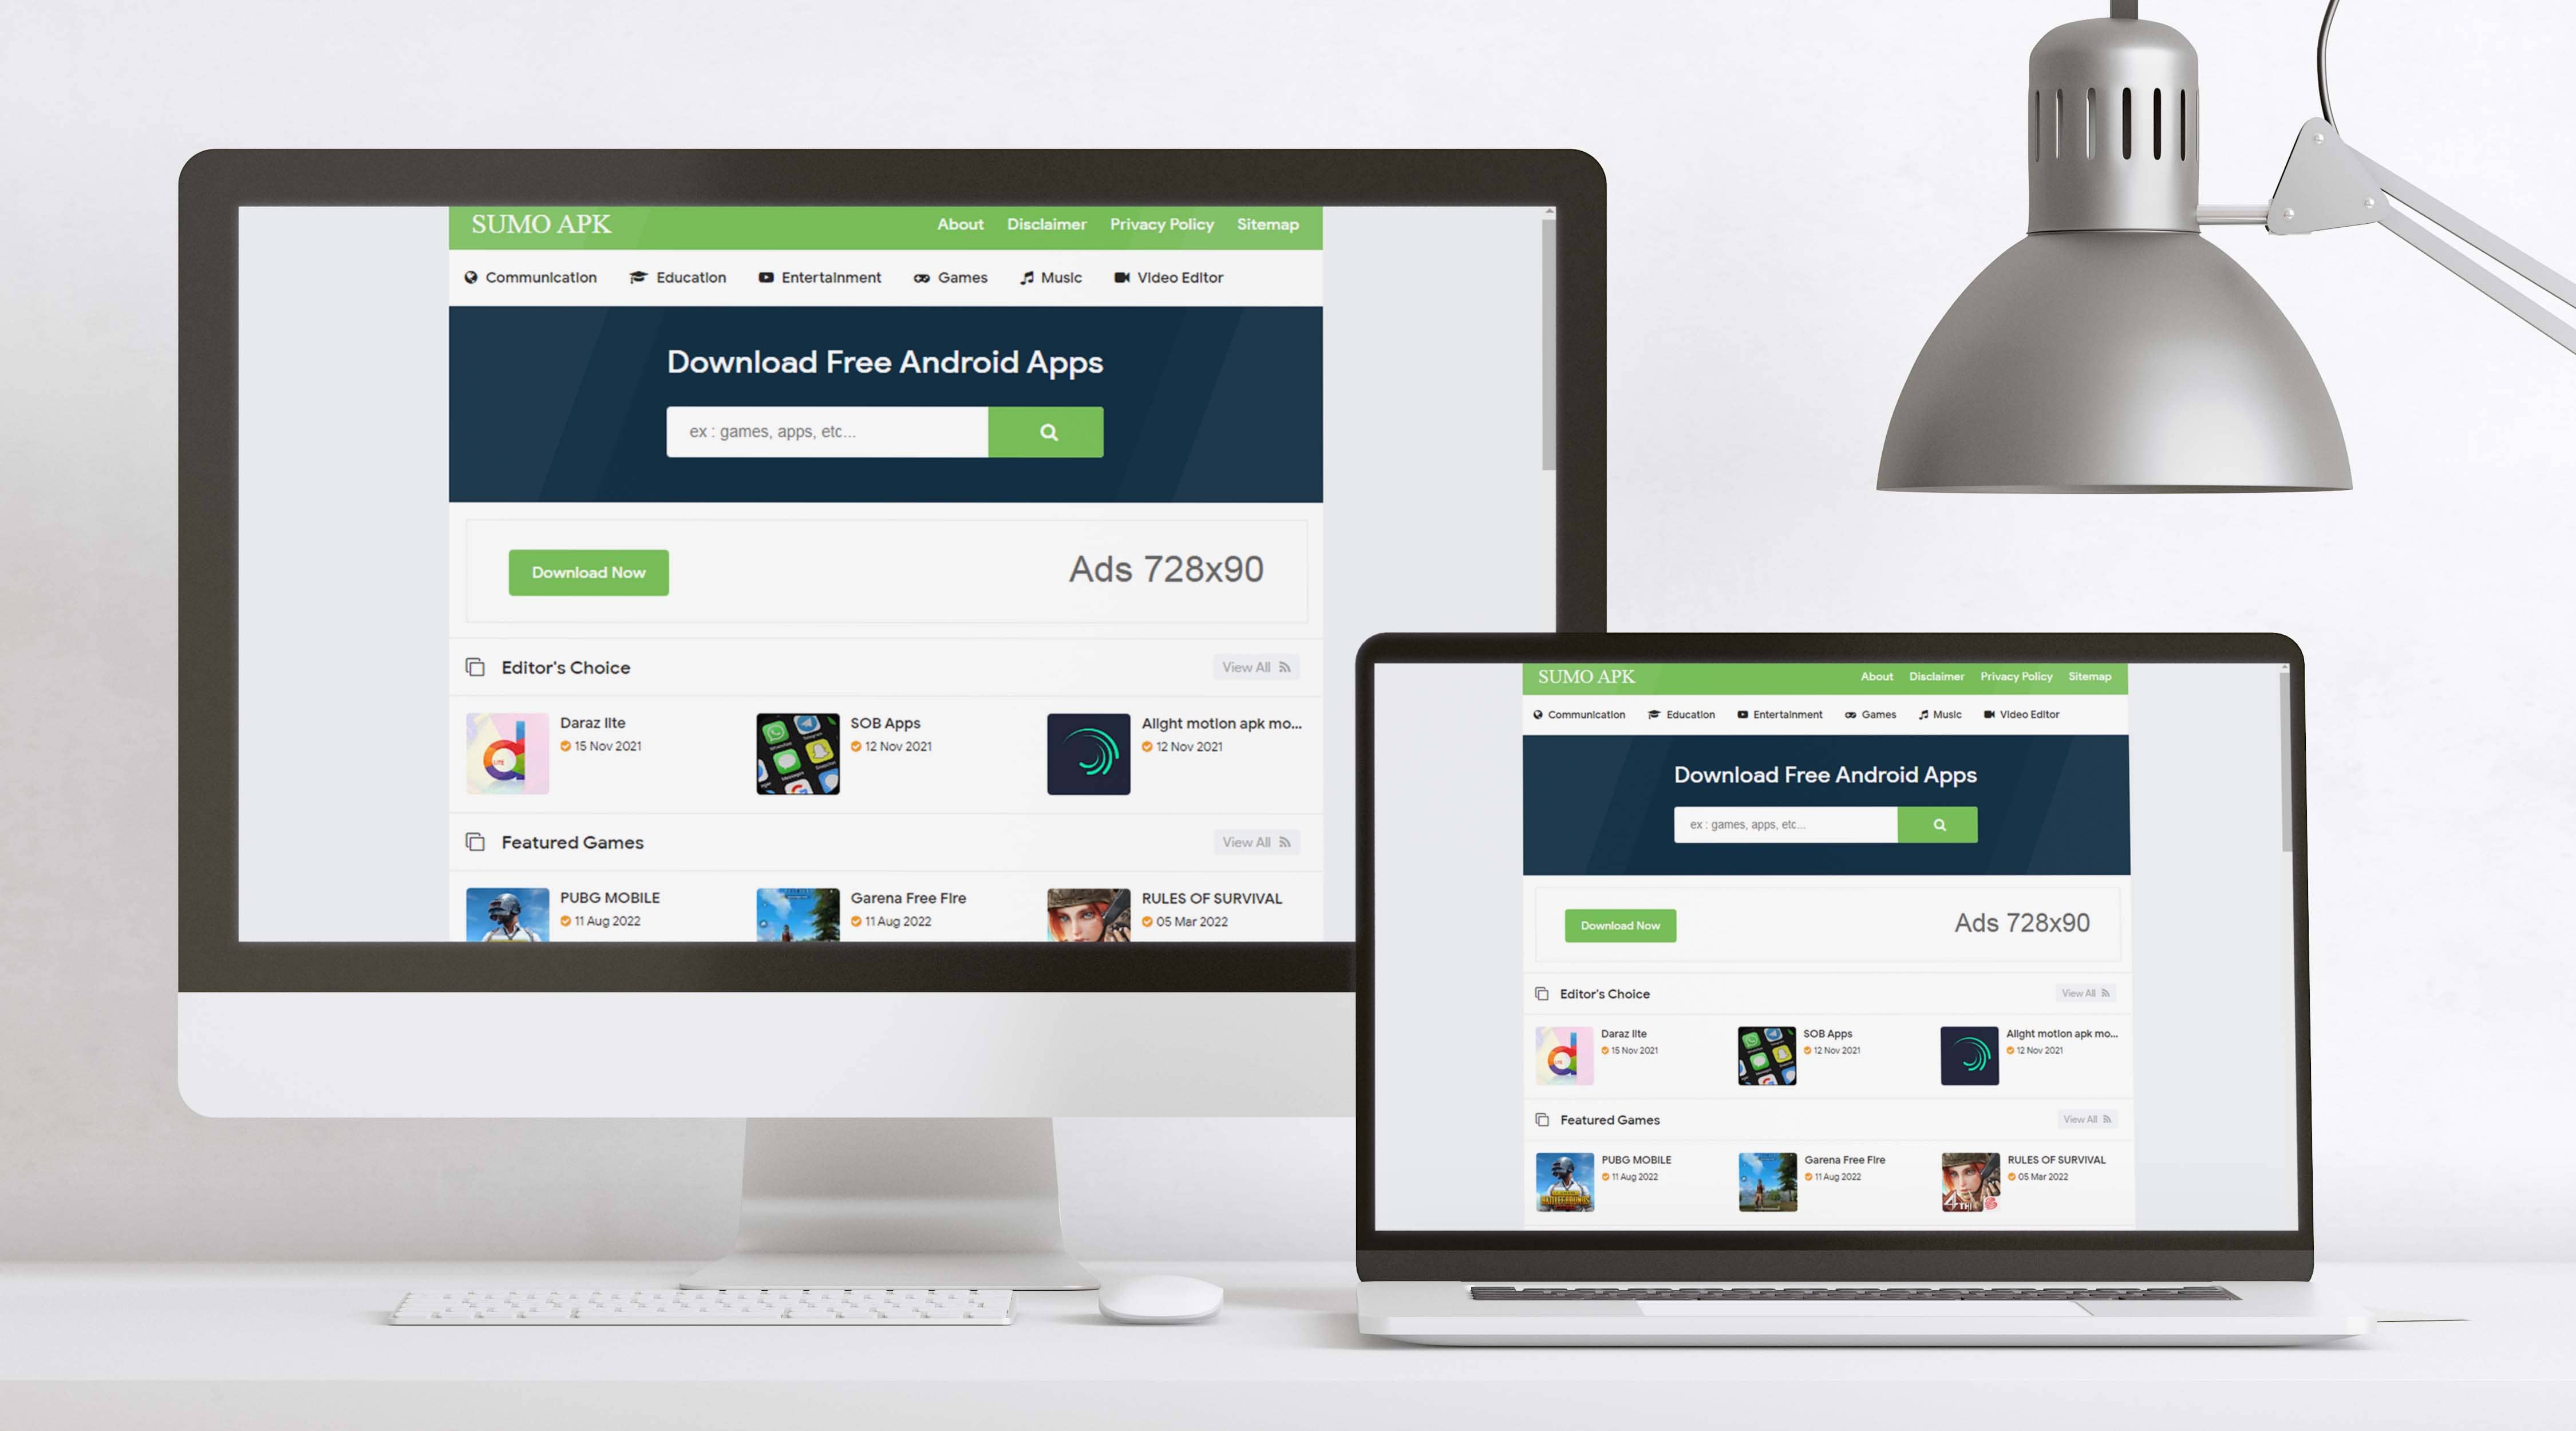 SUMO APK About Disclaimer Privacy Policy Sitemap
Communication Education Entertainment Games Music Video Editor
Download Free Android Apps
ex : games, apps, etc...
Download Now Ads 728x90
Editor's Choice View All
Daraz lite SOB Apps Alight motion apk mo...
15 Nov 2021 12 Nov 2021 12 Nov 2021
Featured Games View All
PUBG MOBILE Garena Free Fire RULES OF SURVIVAL
11 Aug 2022 11 Aug 2022 05 Mar 2022
SUMO APK About Disclaimer Privacy Policy Sitemap
Communication Education Entertainment Games Music Video Editor
Download Free Android Apps
ex : games, apps, etc...
Download Now Ads 728x90
Editor's Choice View All
Daraz lite SOB Apps Alight motion apk mo...
15 Nov 2021 12 Nov 2021 12 Nov 2021
Featured Games View All
PUBG MOBILE Garena Free Fire RULES OF SURVIVAL
11 Aug 2022 11 Aug 2022 05 Mar 2022